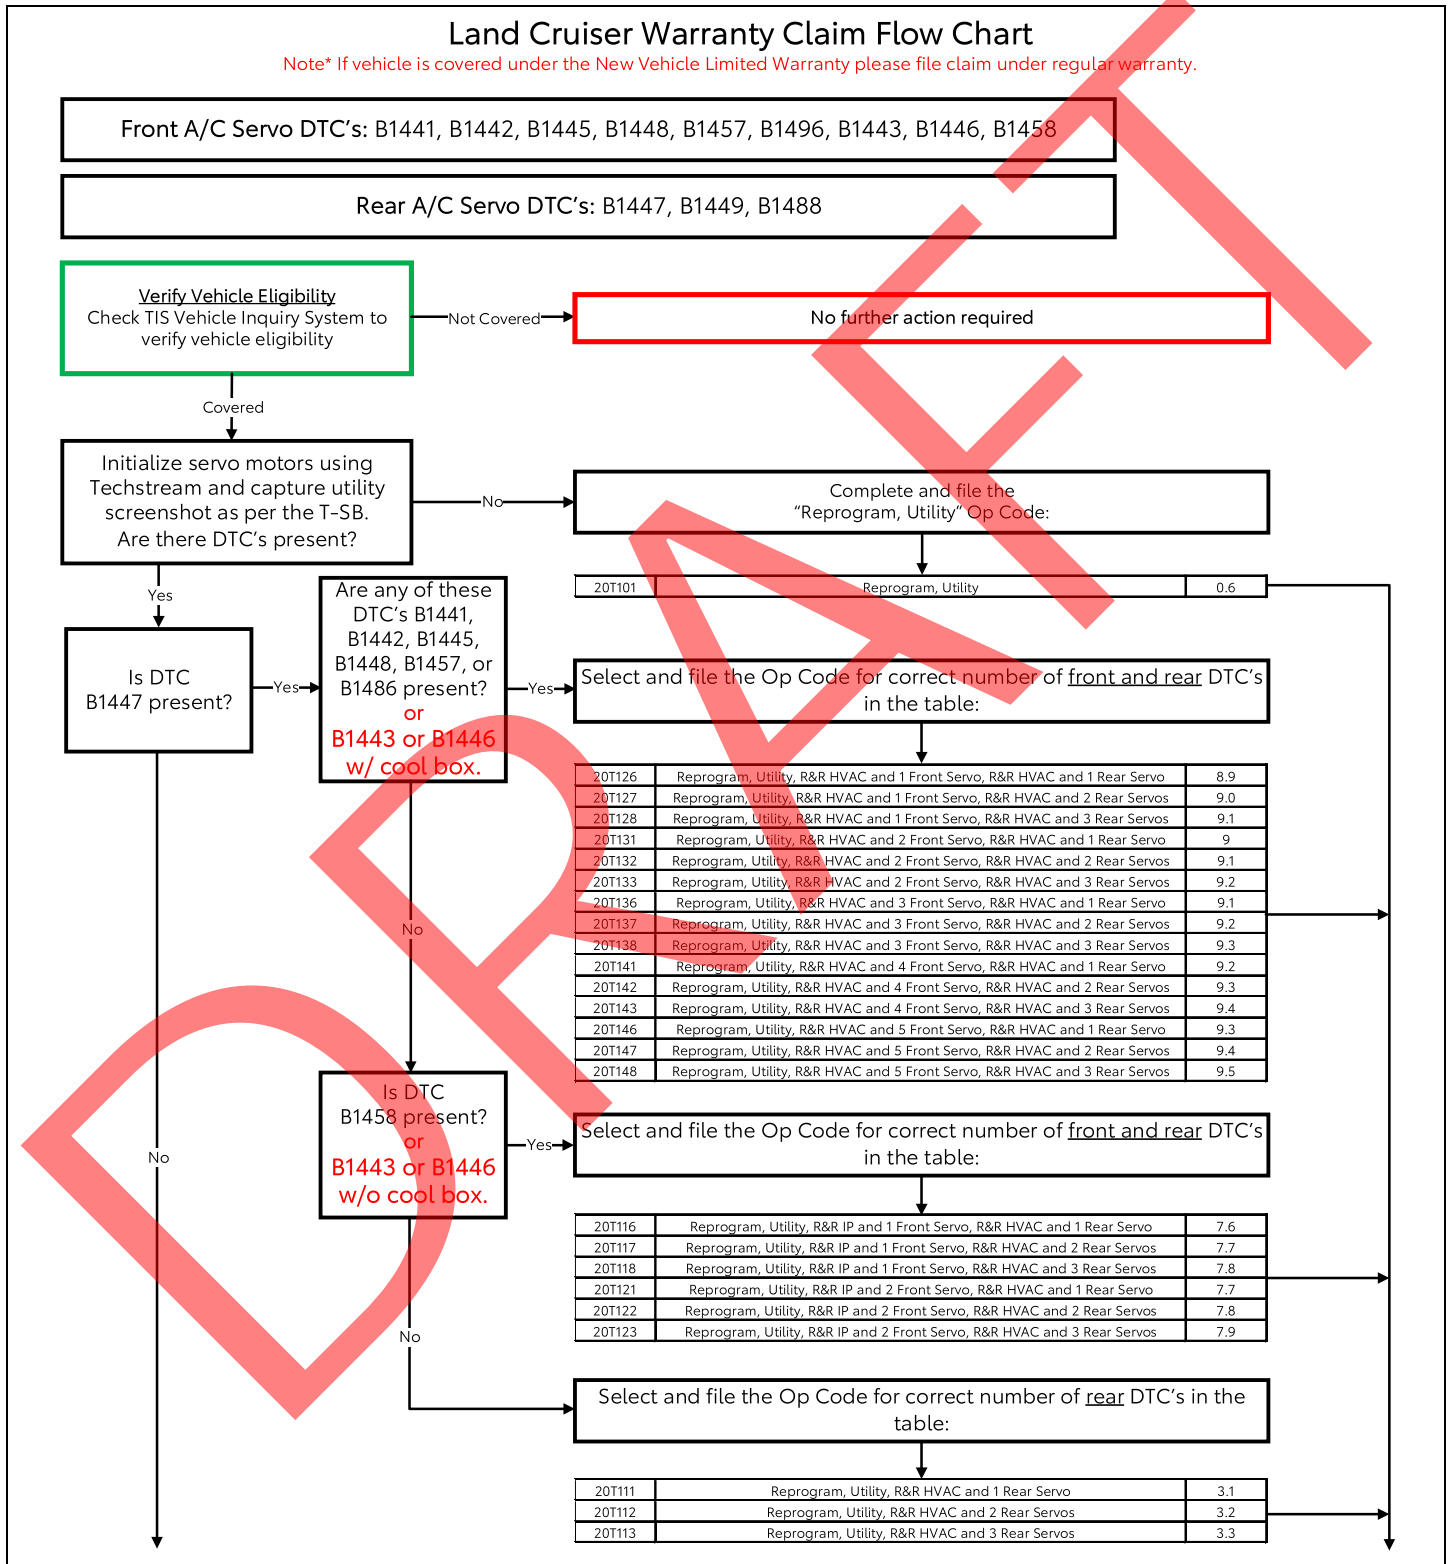 Land Cruiser Warranty Claim Flow Chart
Note* If vehicle is covered under the New Vehicle Limited Warranty please file claim under regular warranty.
Front A/C Servo DTC's: B1441, B1442, B1445, B1448, B1457, B1496, B1443, B1446, B1458
Rear A/C Servo DTC's: B1447, B1449, B1488
Verify Vehicle Eligibility
Check TIS Vehicle Inquiry System to
verify vehicle eligibility
Not Covered
No further action required
Covered
Initialize servo motors using
Techstream and capture utility
screenshot as per the T-SB.
Are there DTC's present?
No
Complete and file the
“Reprogram, Utility” Op Code:
20T101 Reprogram, Utility 0.6
Yes
Is DTC
B1447 present?
Yes
Are any of these
DTC's B1441,
B1442, B1445,
B1448, B1457, or
B1486 present?
or
B1443 or B1446
w/ cool box.
Yes
Select and file the Op Code for correct number of front and rear DTC's
in the table:
20T126 Reprogram, Utility, R&R HVAC and 1 Front Servo, R&R HVAC and 1 Rear Servo 8.9
20T127 Reprogram, Utility, R&R HVAC and 1 Front Servo, R&R HVAC and 2 Rear Servos 9.0
20T128 Reprogram, Utility, R&R HVAC and 1 Front Servo, R&R HVAC and 3 Rear Servos 9.1
20T131 Reprogram, Utility, R&R HVAC and 2 Front Servo, R&R HVAC and 1 Rear Servo 9
20T132 Reprogram, Utility, R&R HVAC and 2 Front Servo, R&R HVAC and 2 Rear Servos 9.1
20T133 Reprogram, Utility, R&R HVAC and 2 Front Servo, R&R HVAC and 3 Rear Servos 9.2
20T136 Reprogram, Utility, R&R HVAC and 3 Front Servo, R&R HVAC and 1 Rear Servo 9.1
20T137 Reprogram, Utility, R&R HVAC and 3 Front Servo, R&R HVAC and 2 Rear Servos 9.2
20T138 Reprogram, Utility, R&R HVAC and 3 Front Servo, R&R HVAC and 3 Rear Servos 9.3
20T141 Reprogram, Utility, R&R HVAC and 4 Front Servo, R&R HVAC and 1 Rear Servo 9.2
20T142 Reprogram, Utility, R&R HVAC and 4 Front Servo, R&R HVAC and 2 Rear Servos 9.3
20T143 Reprogram, Utility, R&R HVAC and 4 Front Servo, R&R HVAC and 3 Rear Servos 9.4
20T146 Reprogram, Utility, R&R HVAC and 5 Front Servo, R&R HVAC and 1 Rear Servo 9.3
20T147 Reprogram, Utility, R&R HVAC and 5 Front Servo, R&R HVAC and 2 Rear Servos 9.4
20T148 Reprogram, Utility, R&R HVAC and 5 Front Servo, R&R HVAC and 3 Rear Servos 9.5
No
Is DTC
B1458 present?
or
B1443 or B1446
w/o cool box.
Yes
Select and file the Op Code for correct number of front and rear DTC's
in the table:
20T116 Reprogram, Utility, R&R IP and 1 Front Servo, R&R HVAC and 1 Rear Servo 7.6
20T117 Reprogram, Utility, R&R IP and 1 Front Servo, R&R HVAC and 2 Rear Servos 7.7
20T118 Reprogram, Utility, R&R IP and 1 Front Servo, R&R HVAC and 3 Rear Servos 7.8
20T121 Reprogram, Utility, R&R IP and 2 Front Servo, R&R HVAC and 1 Rear Servo 7.7
20T122 Reprogram, Utility, R&R IP and 2 Front Servo, R&R HVAC and 2 Rear Servos 7.8
20T123 Reprogram, Utility, R&R IP and 2 Front Servo, R&R HVAC and 3 Rear Servos 7.9
No
No
Select and file the Op Code for correct number of rear DTC's in the
table:
20T111 Reprogram, Utility, R&R HVAC and 1 Rear Servo 3.1
20T112 Reprogram, Utility, R&R HVAC and 2 Rear Servos 3.2
20T113 Reprogram, Utility, R&R HVAC and 3 Rear Servos 3.3
DRAFT